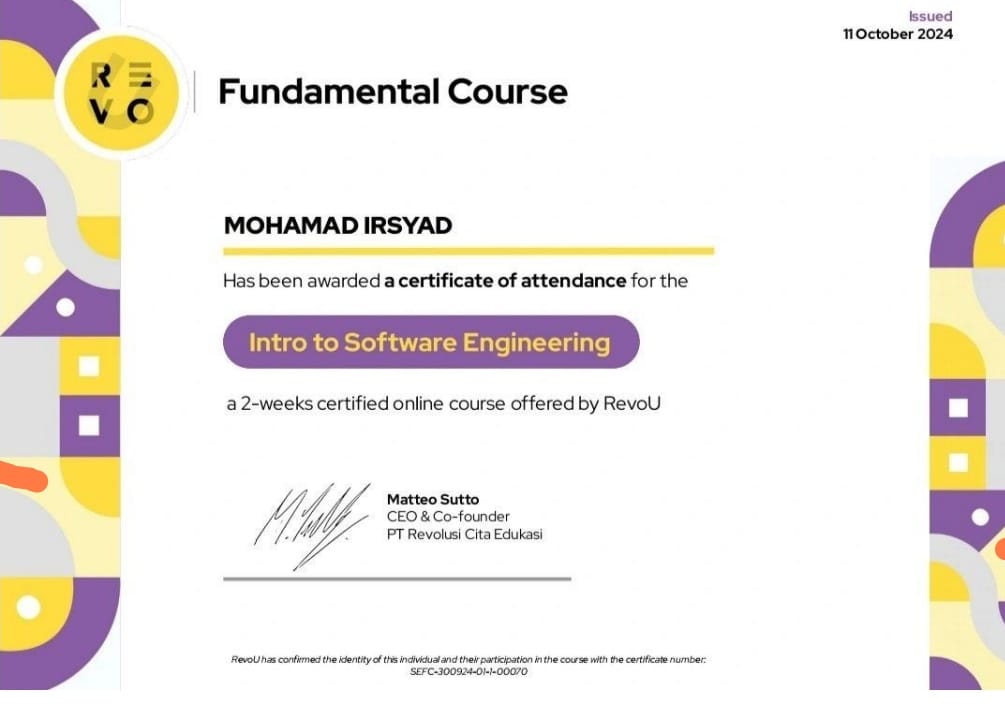 Issued
11 October 2024
RE
VO
Fundamental Course
MOHAMAD IRSYAD
Has been awarded a certificate of attendance for the
Intro to Software Engineering
a 2-weeks certified online course offered by RevoU
Matteo Sutto
CEO & Co-founder
PT Revolusi Cita Edukasi
RevoU has confirmed the identity of this individual and their participation in the course with the certificate number:
SEFC-300924-01-1-00070